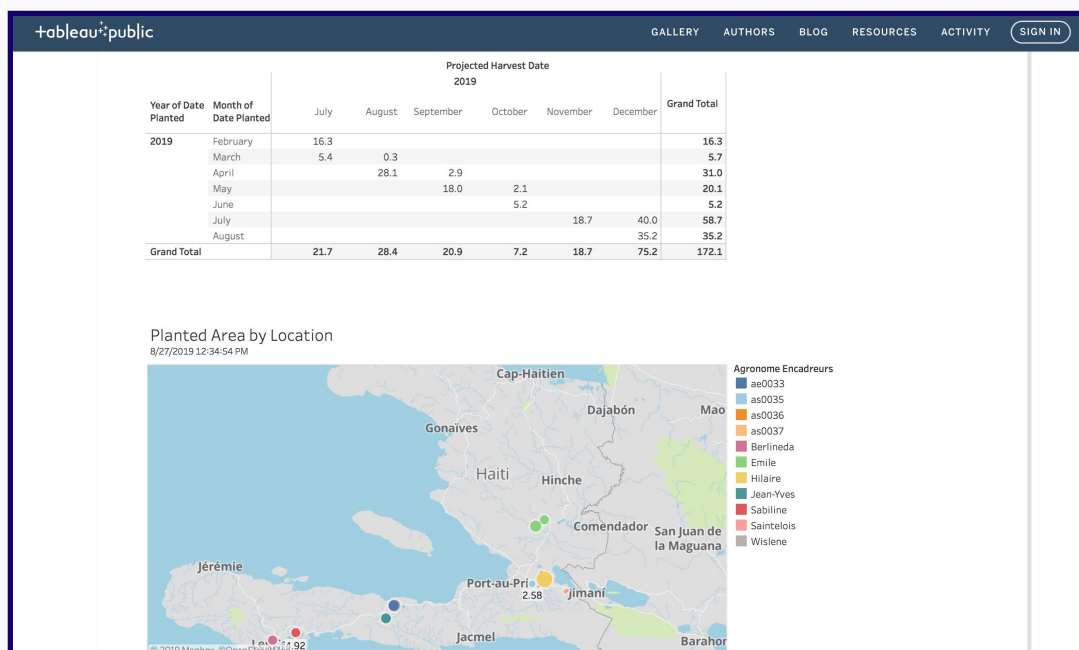 +ableau public
GALLERY AUTHORS BLOG RESOURCES ACTIVITY SIGN IN
Projected Harvest Date
2019
Year of Date Planted Month of Date Planted July August September October November December Grand Total
2019 February 16.3 16.3
March 5.4 0.3 5.7
April 28.1 2.9 31.0
May 18.0 2.1 20.1
June 5.2 5.2
July 18.7 40.0 58.7
August 35.2 35.2
Grand Total 21.7 28.4 20.9 7.2 18.7 75.2 172.1
Planted Area by Location
8/27/2019 12:34:54 PM
Agronome Encadreurs
ae0033
as0035
as0036
as0037
Berlineda
Emile
Hilaire
Jean-Yves
Sabiline
Saintelois
Wislene
Cap-Haitien
Dajabón
Mao
Gonaïves
Haiti
Hinche
Comendador
San Juan de
la Maguana
Jérémie
Port-au-Pri
2.58
Jimaní
Jacmel
Barahor
4.92
© 2019 Mapbox ©OpenStreetMap